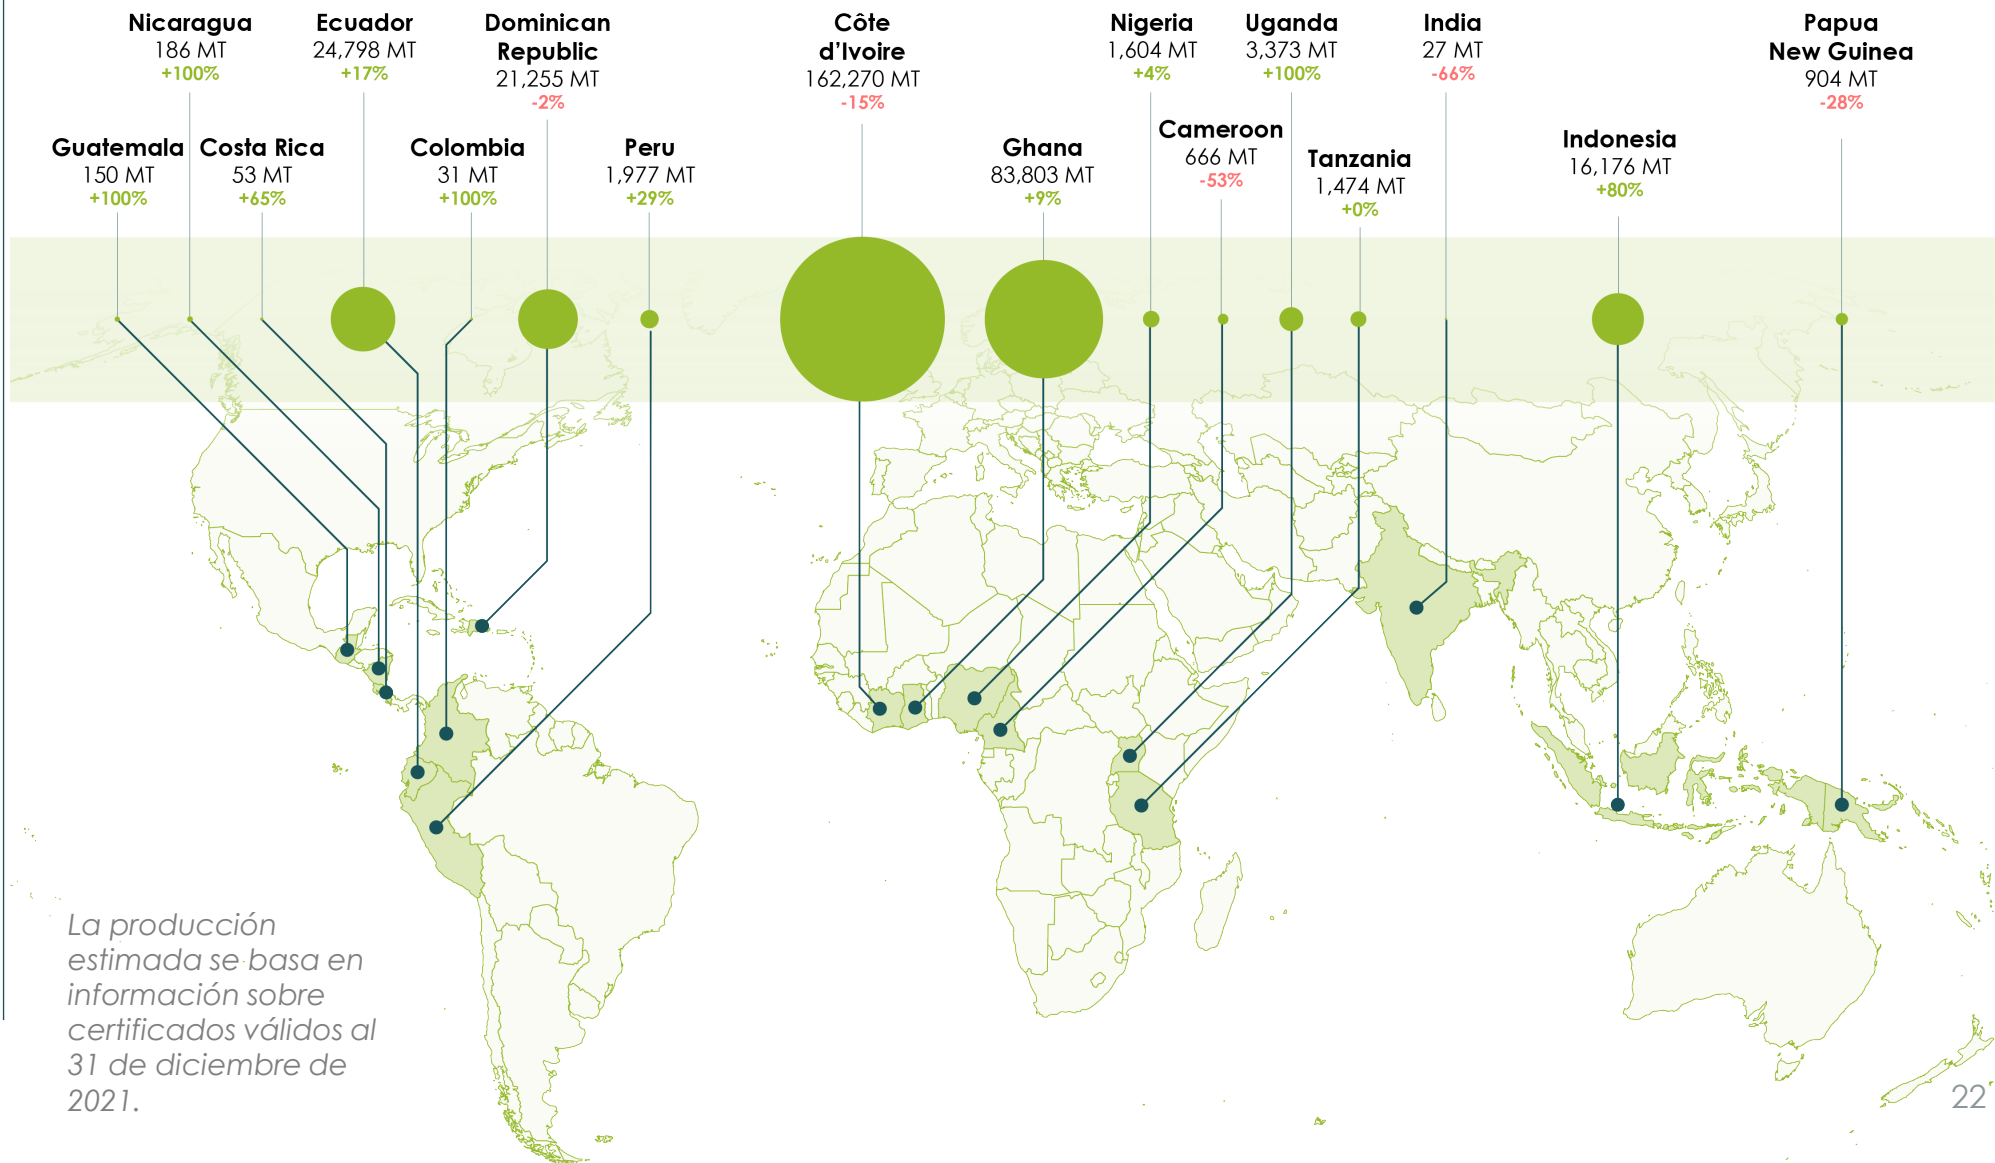 Nicaragua
186 MT
+100%
Ecuador
24,798 MT
+17%
Dominican
Republic
21,255 MT
-2%
Côte
d’Ivoire
162,270 MT
-15%
Nigeria
1,604 MT
+4%
Uganda
3,373 MT
+100%
India
27 MT
-66%
Papua
New Guinea
904 MT
-28%
Guatemala
150 MT
+100%
Costa Rica
53 MT
+65%
Colombia
31 MT
+100%
Peru
1,977 MT
+29%
Ghana
83,803 MT
+9%
Cameroon
666 MT
-53%
Tanzania
1,474 MT
+0%
Indonesia
16,176 MT
+80%
La producción
estimada se basa en
información sobre
certificados válidos al
31 de diciembre de
2021.
22